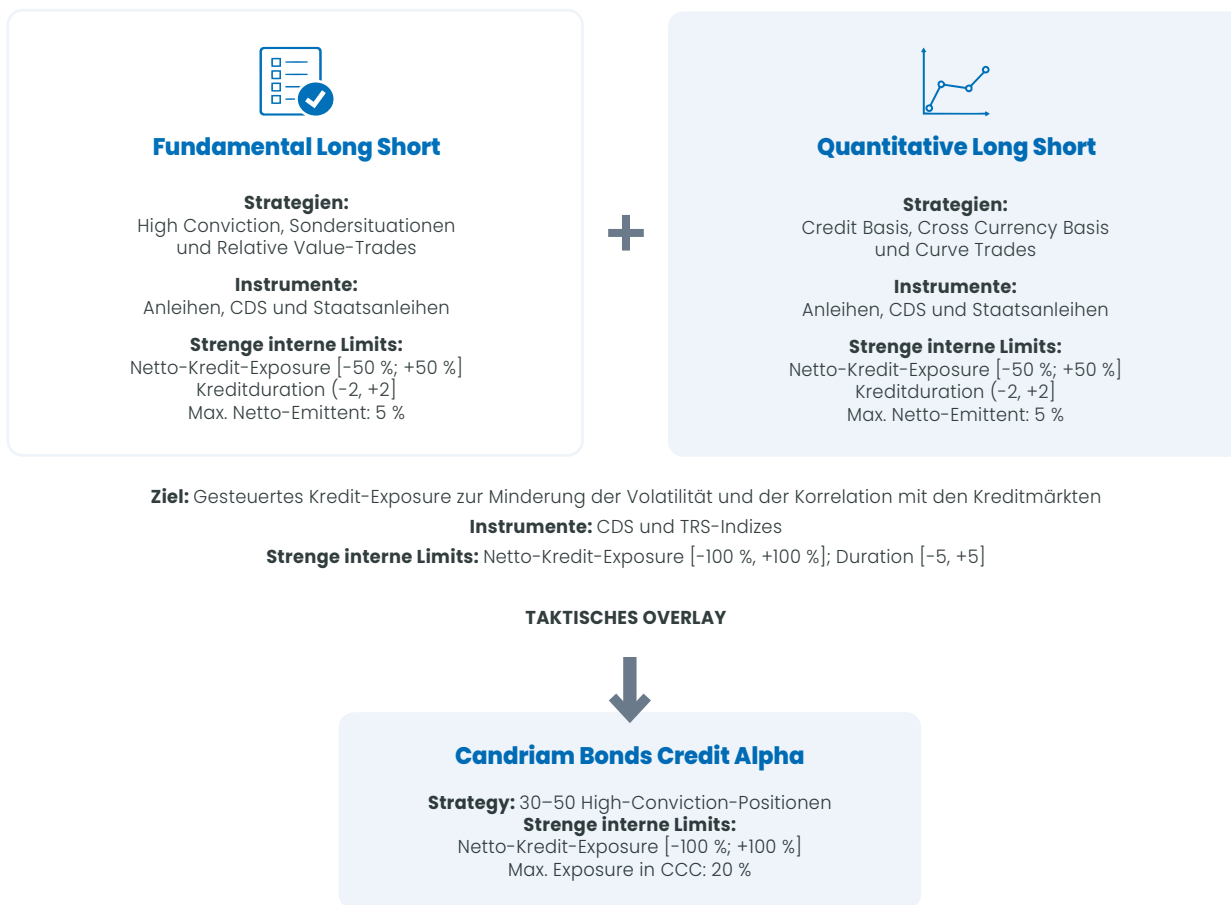 Fundamental Long Short
Strategien:
High Conviction, Sondersituationen
und Relative Value-Trades
Instrumente:
Anleihen, CDS und Staatsanleihen
Strenge interne Limits:
Netto-Kredit-Exposure [-50 %; +50 %]
Kreditduration (-2, +2]
Max. Netto-Emittent: 5 %
+
Quantitative Long Short
Strategien:
Credit Basis, Cross Currency Basis
und Curve Trades
Instrumente:
Anleihen, CDS und Staatsanleihen
Strenge interne Limits:
Netto-Kredit-Exposure [-50 %; +50 %]
Kreditduration (-2, +2]
Max. Netto-Emittent: 5 %
Ziel: Gesteuertes Kredit-Exposure zur Minderung der Volatilität und der Korrelation mit den Kreditmärkten
Instrumente: CDS und TRS-Indizes
Strenge interne Limits: Netto-Kredit-Exposure [-100 %, +100 %]; Duration [-5, +5]
TAKTISCHES OVERLAY
Candriam Bonds Credit Alpha
Strategy: 30–50 High-Conviction-Positionen
Strenge interne Limits:
Netto-Kredit-Exposure [-100 %; +100 %]
Max. Exposure in CCC: 20 %